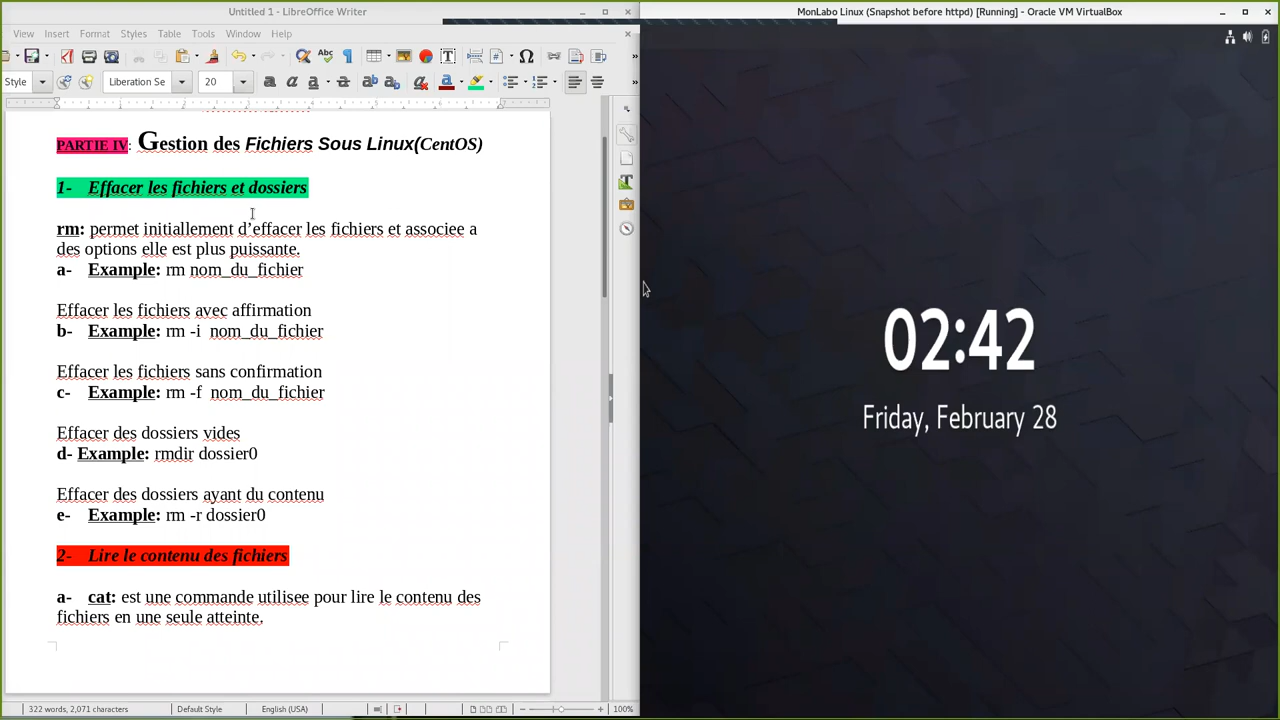 Untitled 1 - LibreOffice Writer
View Insert Format Styles Table Tools Window Help
Style Liberation Se 20
PARTIE IV: Gestion des Fichiers Sous Linux(CentOS)
1- Effacer les fichiers et dossiers
rm: permet initiallement d'effacer les fichiers et associee a
des options elle est plus puissante.
a- Example: rm nom_du_fichier
Effacer les fichiers avec affirmation
b- Example: rm -i nom_du_fichier
Effacer les fichiers sans confirmation
c- Example: rm -f nom_du_fichier
Effacer des dossiers vides
d- Example: rmdir dossier0
Effacer des dossiers ayant du contenu
e- Example: rm -r dossier0
2- Lire le contenu des fichiers
a- cat: est une commande utilisee pour lire le contenu des
fichiers en une seule atteinte.
322 words, 2,071 characters Default Style English (USA) 100%
MonLabo Linux (Snapshot before httpd) [Running] - Oracle VM VirtualBox
02:42
Friday, February 28